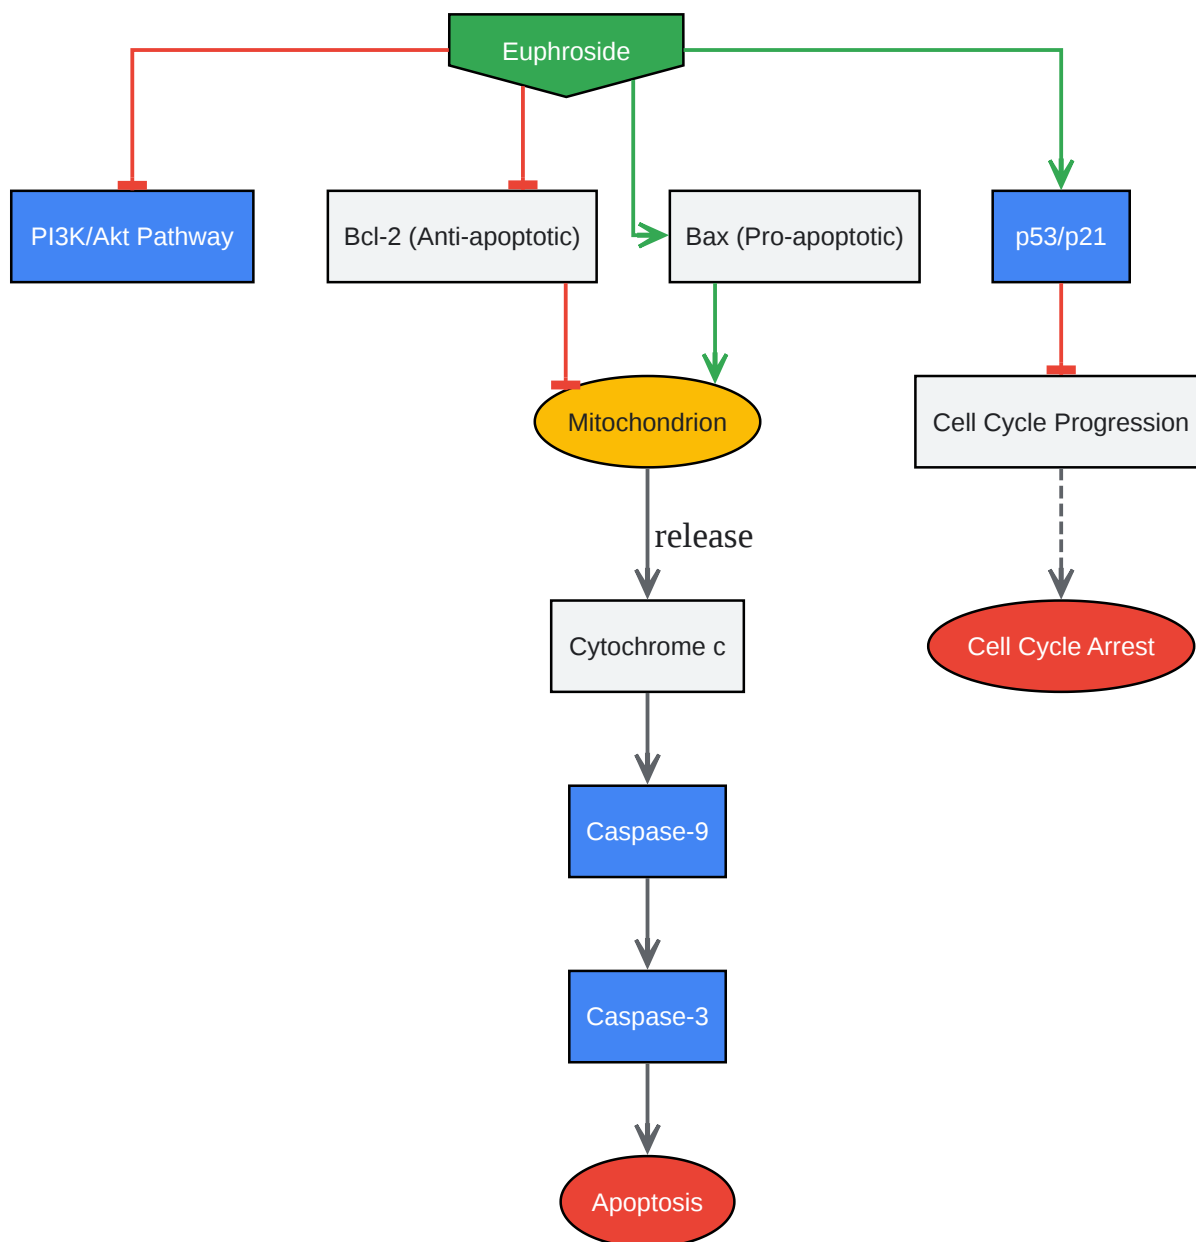 Euphroside
PI3K/Akt Pathway
Bcl-2 (Anti-apoptotic)
Bax (Pro-apoptotic)
p53/p21
Mitochondrion
Cell Cycle Progression
release
Cytochrome c
Cell Cycle Arrest
Caspase-9
Caspase-3
Apoptosis